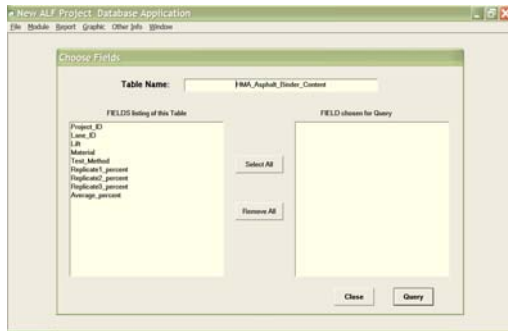 New ALF Project Database Application
File Module Report Graphic Other Info Window
Choose Fields
Table Name: HMA_Asphalt_Binder_Content
FIELDS listing of this Table
FIELD chosen for Query
Project_ID
Lane_ID
Lift
Material
Test_Method
Replicate1_percent
Replicate2_percent
Replicate3_percent
Average_percent
Select All
Remove All
Close
Query